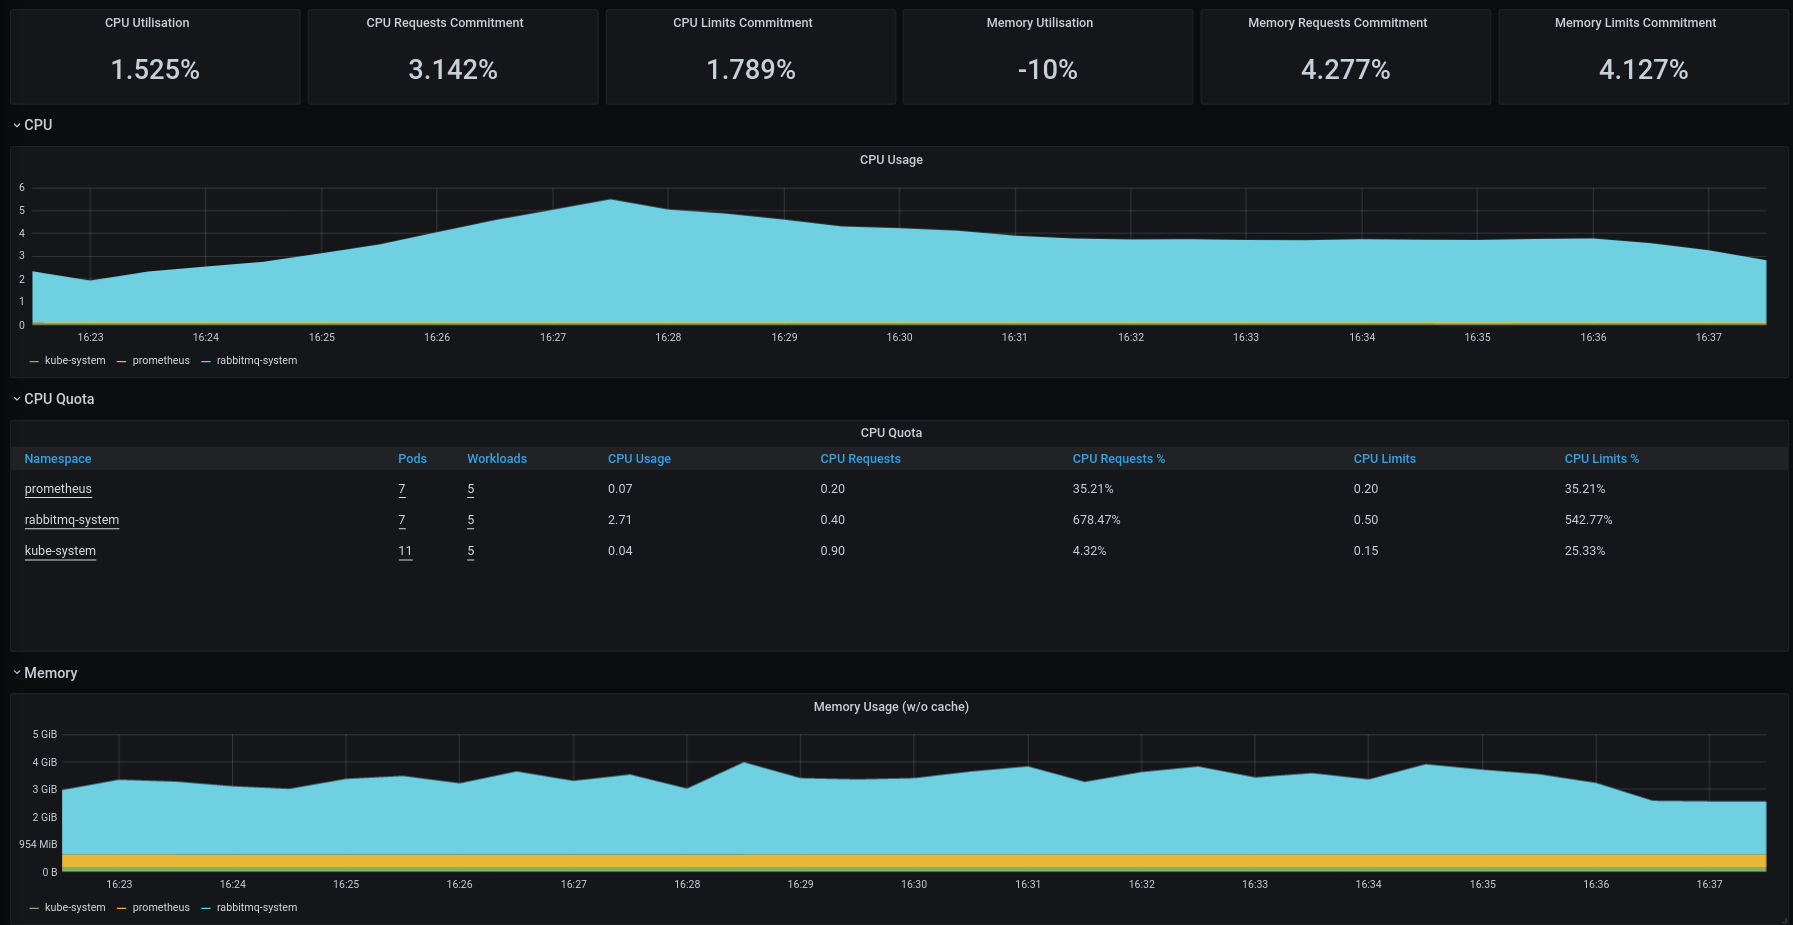 CPU Utilisation CPU Requests Commitment CPU Limits Commitment Memory Utilisation Memory Requests Commitment Memory Limits Commitment
1.525% 3.142% 1.789% -10% 4.277% 4.127%
CPU
CPU Usage
6
5
4
3
2
1
0
16:23 16:24 16:25 16:26 16:27 16:28 16:29 16:30 16:31 16:32 16:33 16:34 16:35 16:36 16:37
kube-system prometheus rabbitmq-system
CPU Quota
CPU Quota
Namespace Pods Workloads CPU Usage CPU Requests CPU Requests % CPU Limits CPU Limits %
prometheus 7 5 0.07 0.20 35.21% 0.20 35.21%
rabbitmq-system 7 5 2.71 0.40 678.47% 0.50 542.77%
kube-system 11 5 0.04 0.90 4.32% 0.15 25.33%
Memory
Memory Usage (w/o cache)
5 GiB
4 GiB
3 GiB
2 GiB
954 MiB
0 B
16:23 16:24 16:25 16:26 16:27 16:28 16:29 16:30 16:31 16:32 16:33 16:34 16:35 16:36 16:37
kube-system prometheus rabbitmq-system